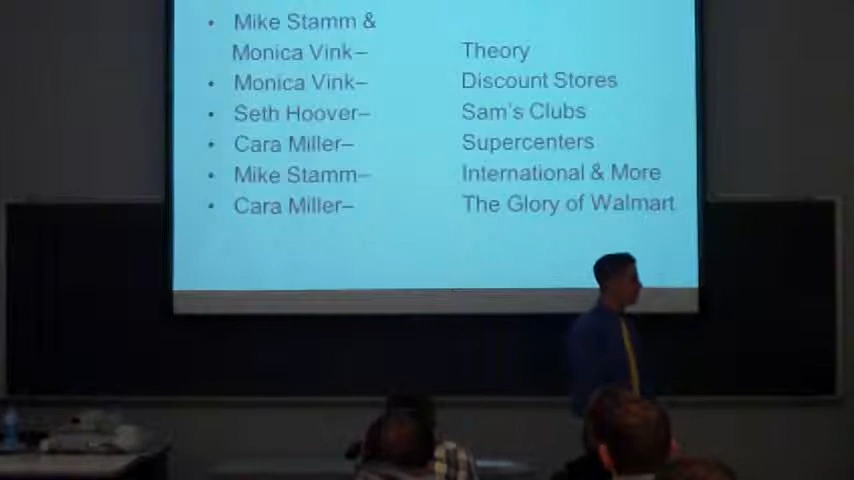 • Mike Stamm &
Monica Vink– Theory
• Monica Vink– Discount Stores
• Seth Hoover– Sam's Clubs
• Cara Miller– Supercenters
• Mike Stamm– International & More
• Cara Miller– The Glory of Walmart